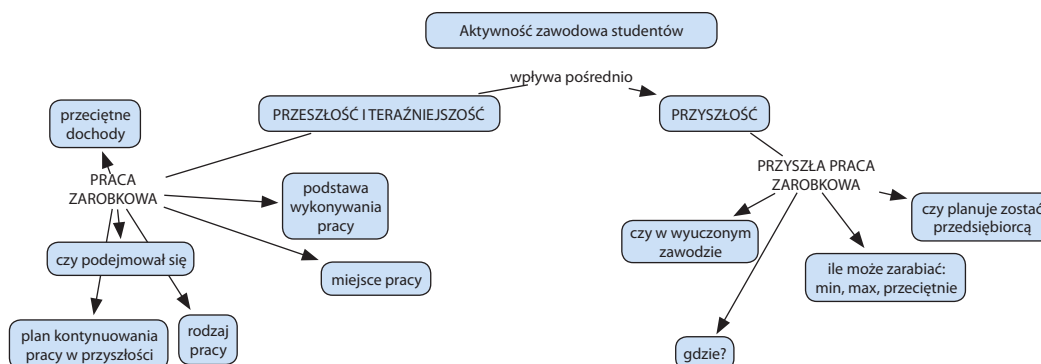 Aktywność zawodowa studentów
wpływa pośrednio
PRZESZŁOŚĆ I TERAŹNIEJSZOŚĆ
PRZYSZŁOŚĆ
przeciętne
dochody
PRACA
ZAROBKOWA
podstawa
wykonywania
pracy
czy podejmował się
miejsce pracy
plan kontynuowania
pracy w przyszłości
rodzaj
pracy
PRZYSZŁA PRACA
ZAROBKOWA
czy w wyuczonym
zawodzie
czy planuje zostać
przedsiębiorcą
ile może zarabiać:
min, max, przeciętnie
gdzie?